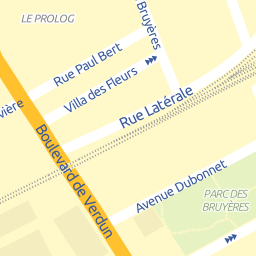 LE PROLOG
Bruyères
Rue Paul Bert
Villa des Fleurs
vière
Rue Latérale
Boulevard de Verdun
Avenue Dubonnet
PARC DES
BRUYÈRES